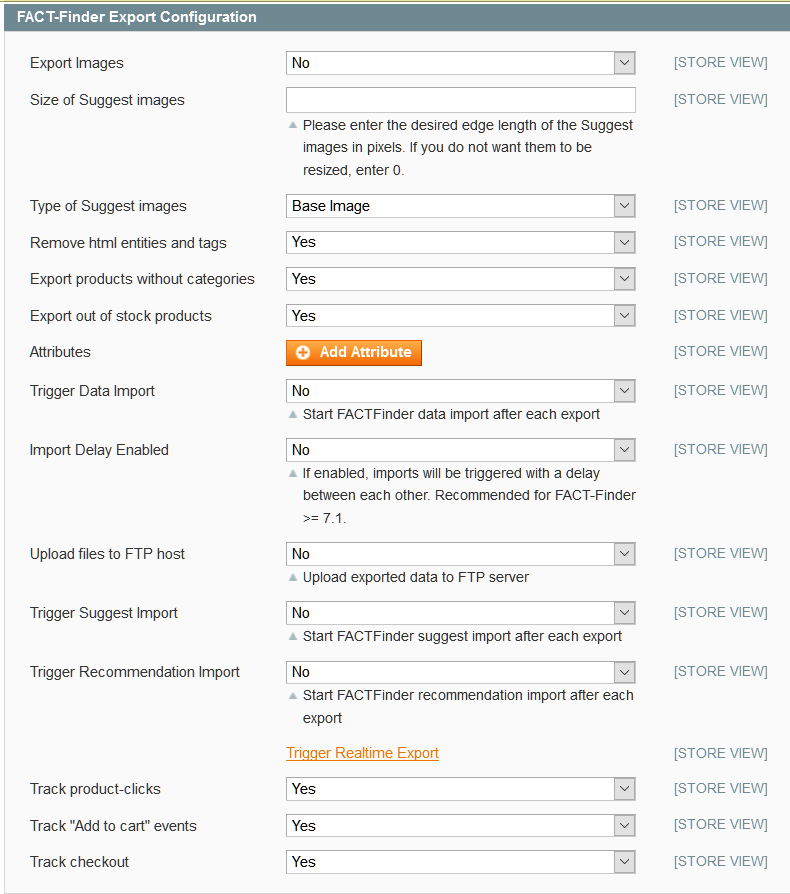 FACT-Finder Export Configuration
Export Images No [STORE VIEW]
Size of Suggest images [STORE VIEW]
Please enter the desired edge length of the Suggest
images in pixels. If you do not want them to be
resized, enter 0.
Type of Suggest images Base Image [STORE VIEW]
Remove html entities and tags Yes [STORE VIEW]
Export products without categories Yes [STORE VIEW]
Export out of stock products Yes [STORE VIEW]
Attributes Add Attribute [STORE VIEW]
Trigger Data Import No [STORE VIEW]
Start FACTFinder data import after each export
Import Delay Enabled No [STORE VIEW]
If enabled, imports will be triggered with a delay
between each other. Recommended for FACT-Finder
>= 7.1.
Upload files to FTP host No [STORE VIEW]
Upload exported data to FTP server
Trigger Suggest Import No [STORE VIEW]
Start FACTFinder suggest import after each export
Trigger Recommendation Import No [STORE VIEW]
Start FACTFinder recommendation import after each
export
Trigger Realtime Export [STORE VIEW]
Track product-clicks Yes [STORE VIEW]
Track "Add to cart" events Yes [STORE VIEW]
Track checkout Yes [STORE VIEW]